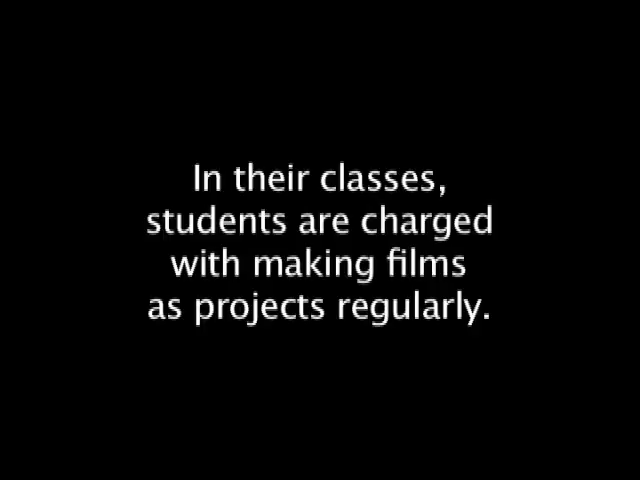 In their classes,
students are charged
with making films
as projects regularly.